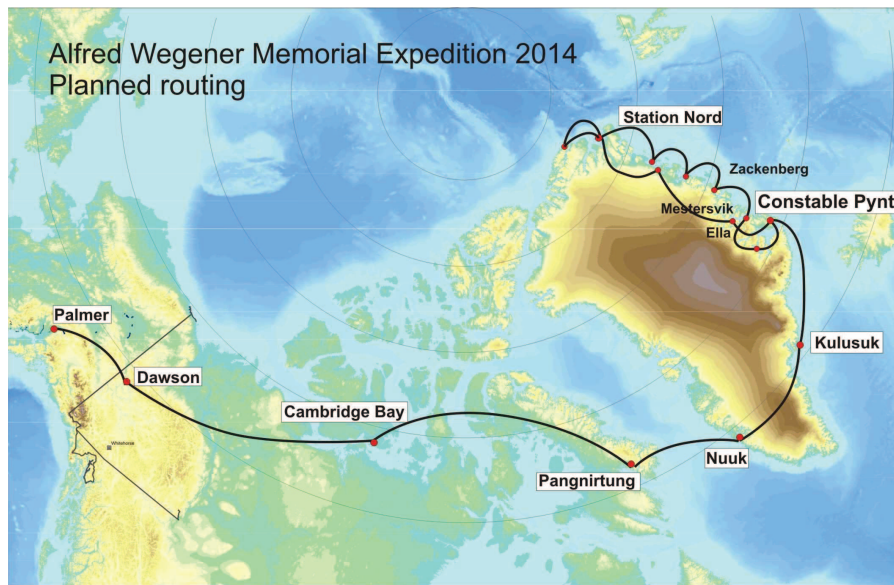 Alfred Wegener Memorial Expedition 2014
Planned routing
Station Nord
Zackenberg
Constable Pynt
Mestersvik
Ella
Palmer
Kulusuk
Dawson
Cambridge Bay
Whitehorse
Nuuk
Pangnirtung